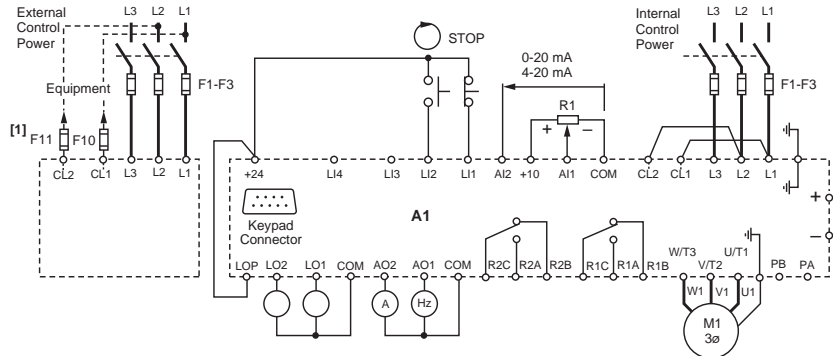 External
Control
Power
L3 L2 L1
[1]
Equipment
F1-F3
[1] F11 F10
CL2 CL1 L3 L2 L1
STOP
0-20 mA
4-20 mA
R1
+ −
Internal
Control
Power
L3 L2 L1
F1-F3
+24 LI4 LI3 LI2 LI1 AI2 +10 AI1 COM CL2 CL1 L3 L2 L1
+
−
Keypad
Connector
A1
LOP LO2 LO1 COM AO2 AO1 COM R2C R2A R2B R1C R1A R1B W/T3 V/T2 U/T1 PB PA
A Hz
W1 V1 U1
M1
3ø